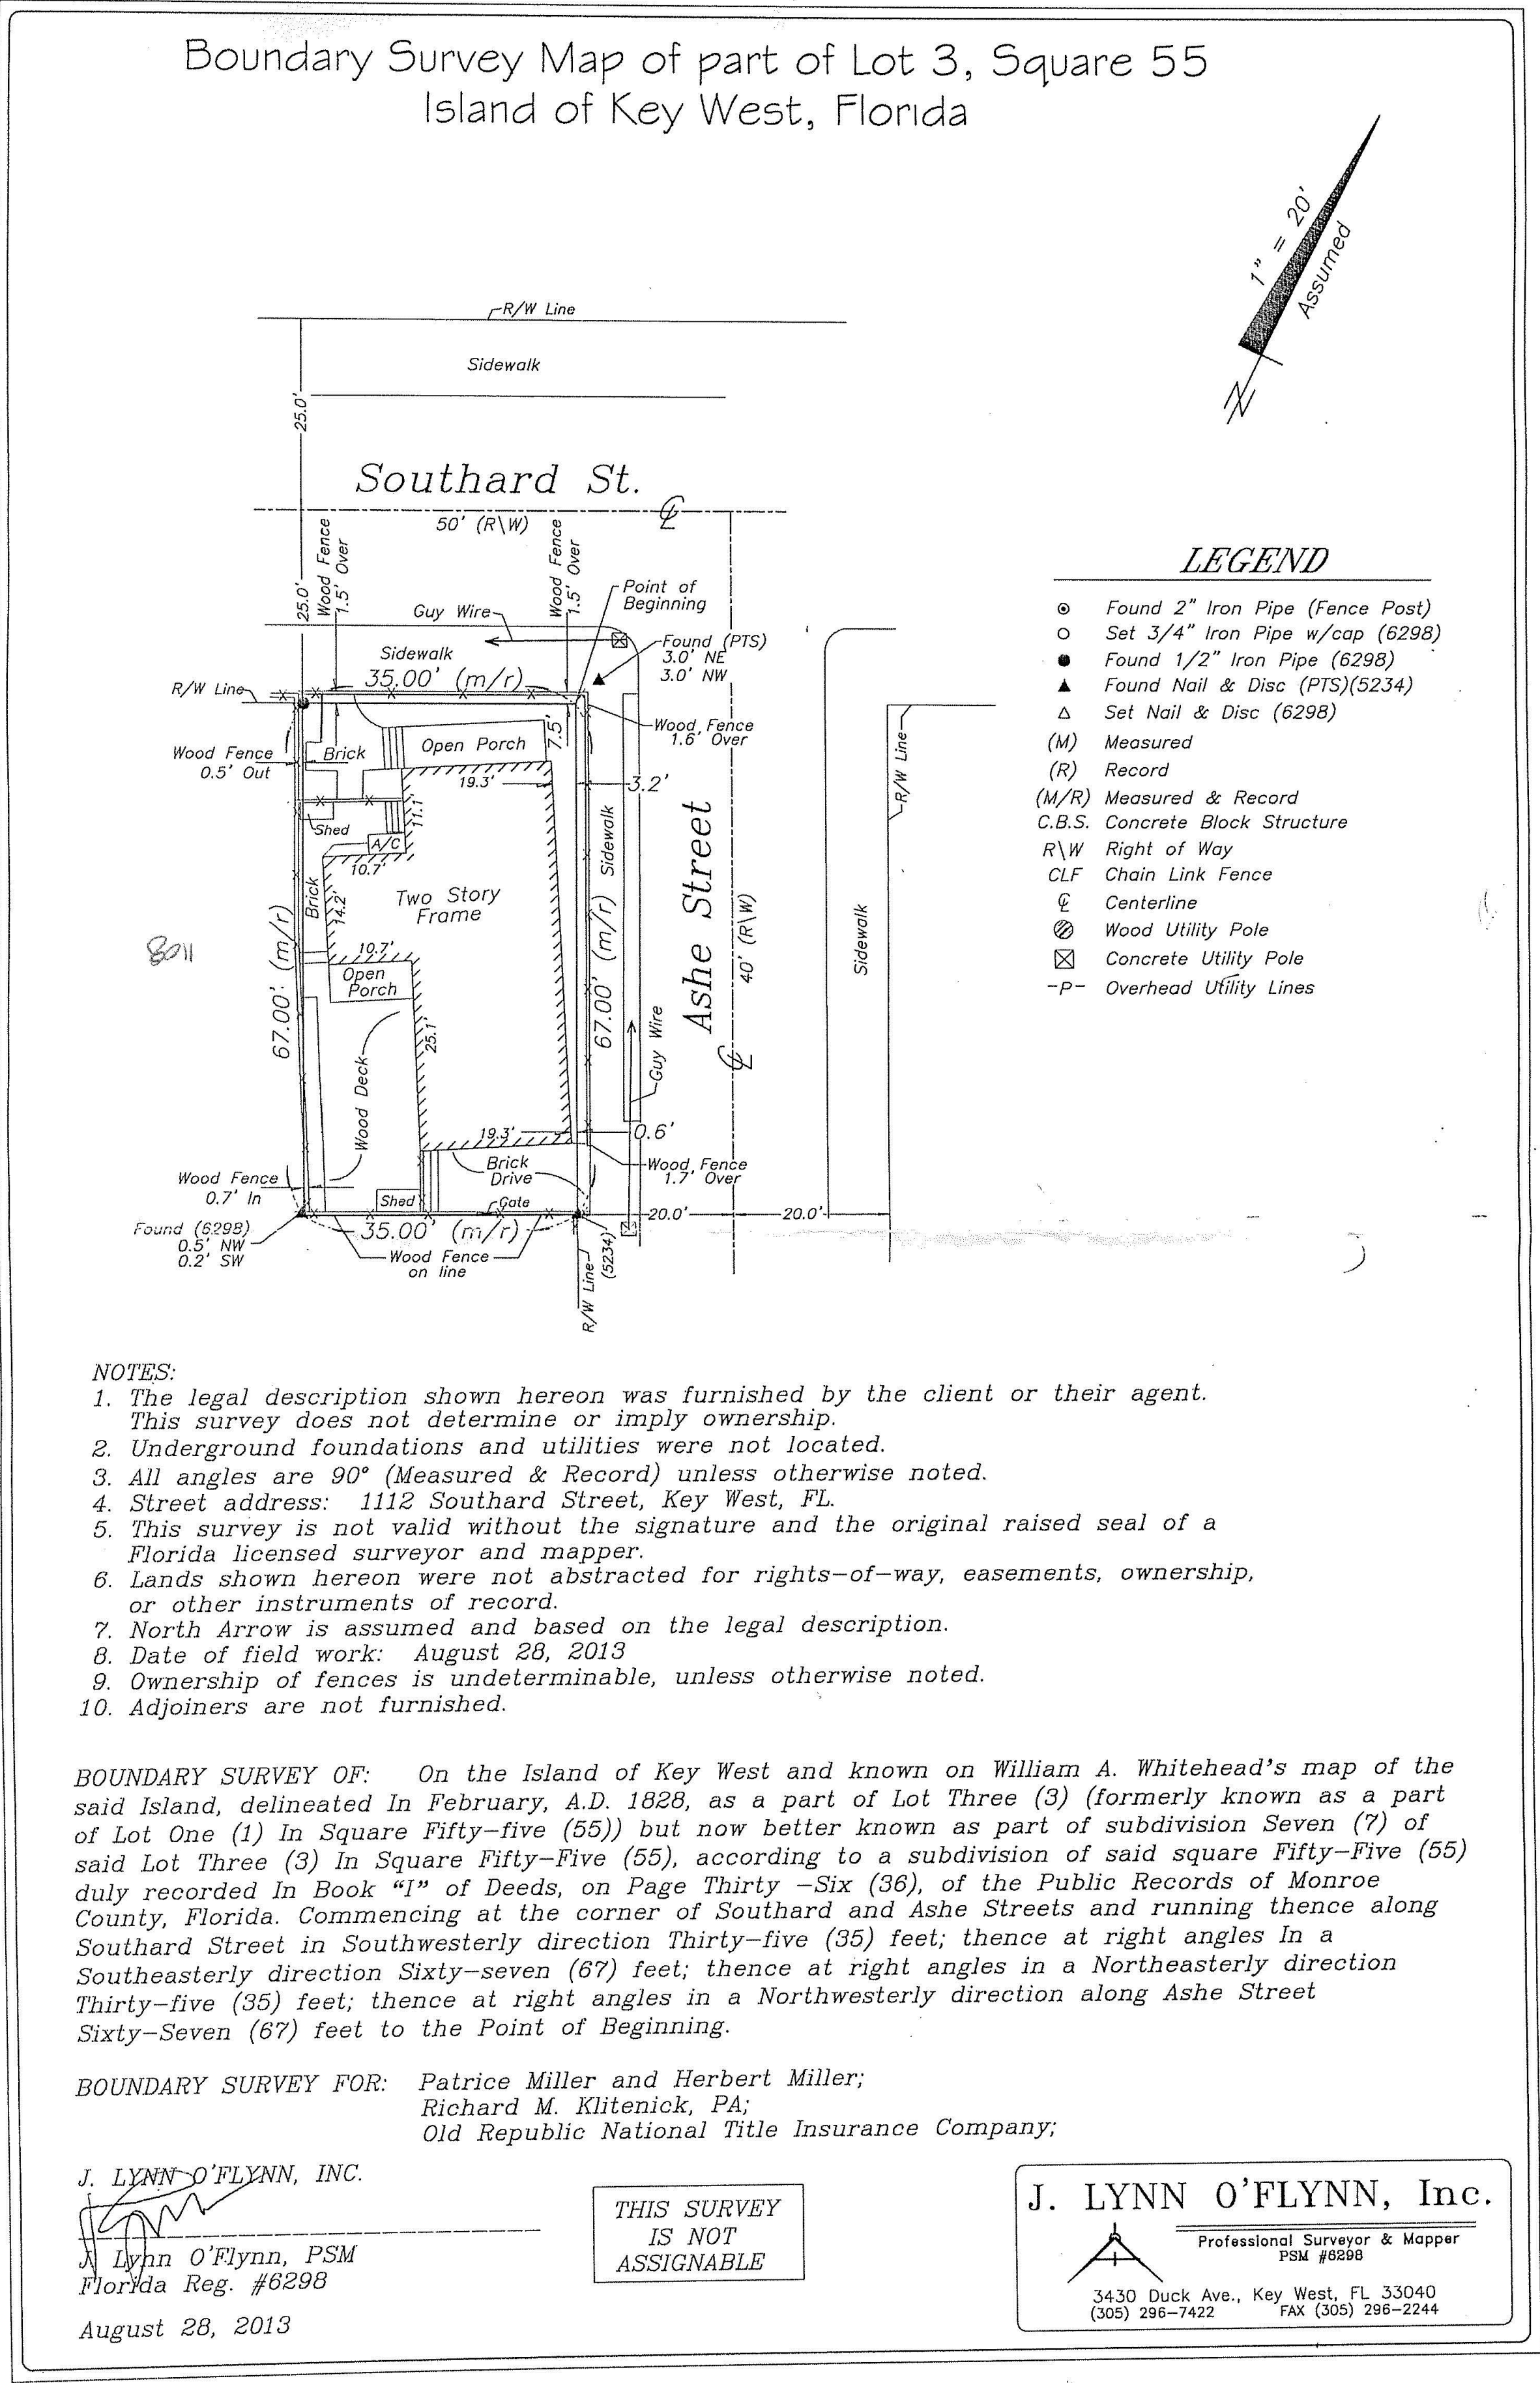 Boundary Survey Map of part of Lot 3, Square 55
Island of Key West, Florida
1" = 20'
Assumed
N
R/W Line
Sidewalk
25.0'
Southard St.
50' (R\W)
℄
25.0'
Wood Fence
1.5' Over
Wood Fence
1.5' Over
Point of
Beginning
Guy Wire
Found (PTS)
3.0' NE
3.0' NW
Sidewalk
35.00' (m/r)
R/W Line
Wood Fence
1.6' Over
Wood Fence
0.5' Out
Brick
Open Porch
7.5'
19.3'
3.2'
Shed
11.1'
A/C
10.7'
Brick
14.2'
Two Story
Frame
Sidewalk
Ashe Street
40' (R\W)
℄
R/W Line
Sidewalk
67.00' (m/r)
10.7'
Open
Porch
25.1'
67.00' (m/r)
Guy Wire
Wood Deck
19.3'
0.6'
Brick
Drive
Wood Fence
1.7' Over
Wood Fence
0.7' In
Shed
Gate
20.0'
20.0'
Found (6298)
0.5' NW
0.2' SW
35.00' (m/r)
Wood Fence
on line
R/W Line
(5234)
LEGEND
Found 2" Iron Pipe (Fence Post)
Set 3/4" Iron Pipe w/cap (6298)
Found 1/2" Iron Pipe (6298)
Found Nail & Disc (PTS)(5234)
Set Nail & Disc (6298)
(M) Measured
(R) Record
(M/R) Measured & Record
C.B.S. Concrete Block Structure
R\W Right of Way
CLF Chain Link Fence
℄ Centerline
Wood Utility Pole
Concrete Utility Pole
-P- Overhead Utility Lines
NOTES:
1. The legal description shown hereon was furnished by the client or their agent.
This survey does not determine or imply ownership.
2. Underground foundations and utilities were not located.
3. All angles are 90° (Measured & Record) unless otherwise noted.
4. Street address: 1112 Southard Street, Key West, FL.
5. This survey is not valid without the signature and the original raised seal of a
Florida licensed surveyor and mapper.
6. Lands shown hereon were not abstracted for rights-of-way, easements, ownership,
or other instruments of record.
7. North Arrow is assumed and based on the legal description.
8. Date of field work: August 28, 2013
9. Ownership of fences is undeterminable, unless otherwise noted.
10. Adjoiners are not furnished.
BOUNDARY SURVEY OF: On the Island of Key West and known on William A. Whitehead's map of the
said Island, delineated In February, A.D. 1828, as a part of Lot Three (3) (formerly known as a part
of Lot One (1) In Square Fifty-five (55)) but now better known as part of subdivision Seven (7) of
said Lot Three (3) In Square Fifty-Five (55), according to a subdivision of said square Fifty-Five (55)
duly recorded In Book "I" of Deeds, on Page Thirty -Six (36), of the Public Records of Monroe
County, Florida. Commencing at the corner of Southard and Ashe Streets and running thence along
Southard Street in Southwesterly direction Thirty-five (35) feet; thence at right angles In a
Southeasterly direction Sixty-seven (67) feet; thence at right angles in a Northeasterly direction
Thirty-five (35) feet; thence at right angles in a Northwesterly direction along Ashe Street
Sixty-Seven (67) feet to the Point of Beginning.
BOUNDARY SURVEY FOR: Patrice Miller and Herbert Miller;
Richard M. Klitenick, PA;
Old Republic National Title Insurance Company;
J. LYNN O'FLYNN, INC.
J. Lynn O'Flynn, PSM
Florida Reg. #6298
August 28, 2013
THIS SURVEY
IS NOT
ASSIGNABLE
J. LYNN O'FLYNN, Inc.
Professional Surveyor & Mapper
PSM #6298
3430 Duck Ave., Key West, FL 33040
(305) 296-7422 FAX (305) 296-2244